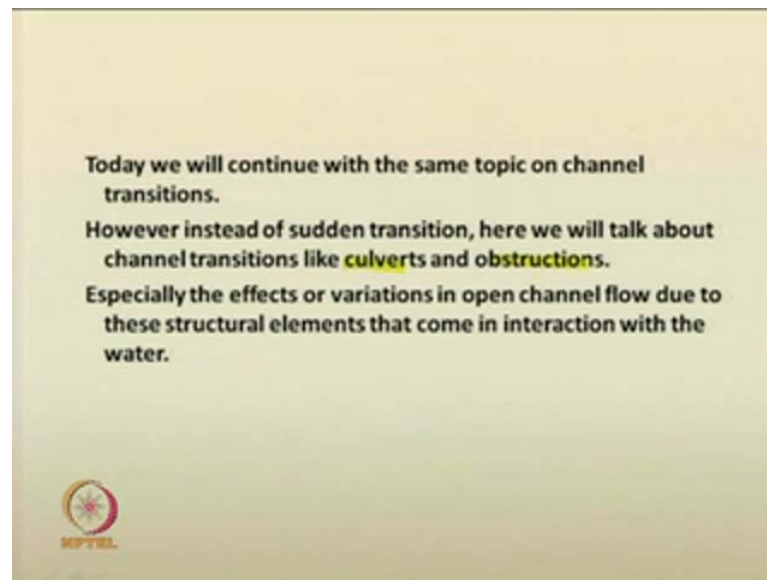 Today we will continue with the same topic on channel
transitions.
However instead of sudden transition, here we will talk about
channel transitions like culverts and obstructions.
Especially the effects or variations in open channel flow due to
these structural elements that come in interaction with the
water.
NPTEL